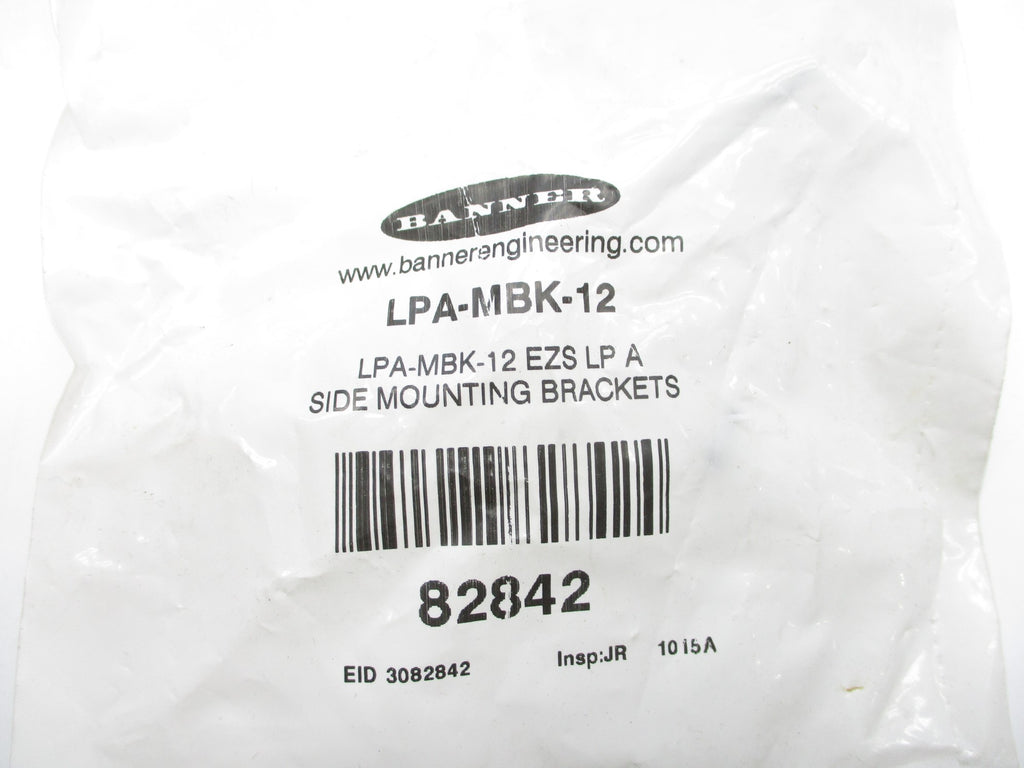 BANNER
www.bannerengineering.com
LPA-MBK-12
LPA-MBK-12 EZS LP A
SIDE MOUNTING BRACKETS
82842
EID 3082842 Insp:JR 1015A